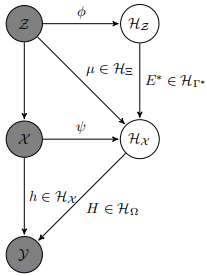 𝒵 ϕ ℋ_𝒵
μ ∈ ℋ_Ξ E* ∈ ℋ_Γ*
𝒳 ψ ℋ_𝒳
h ∈ ℋ_𝒳 H ∈ ℋ_Ω
𝒴